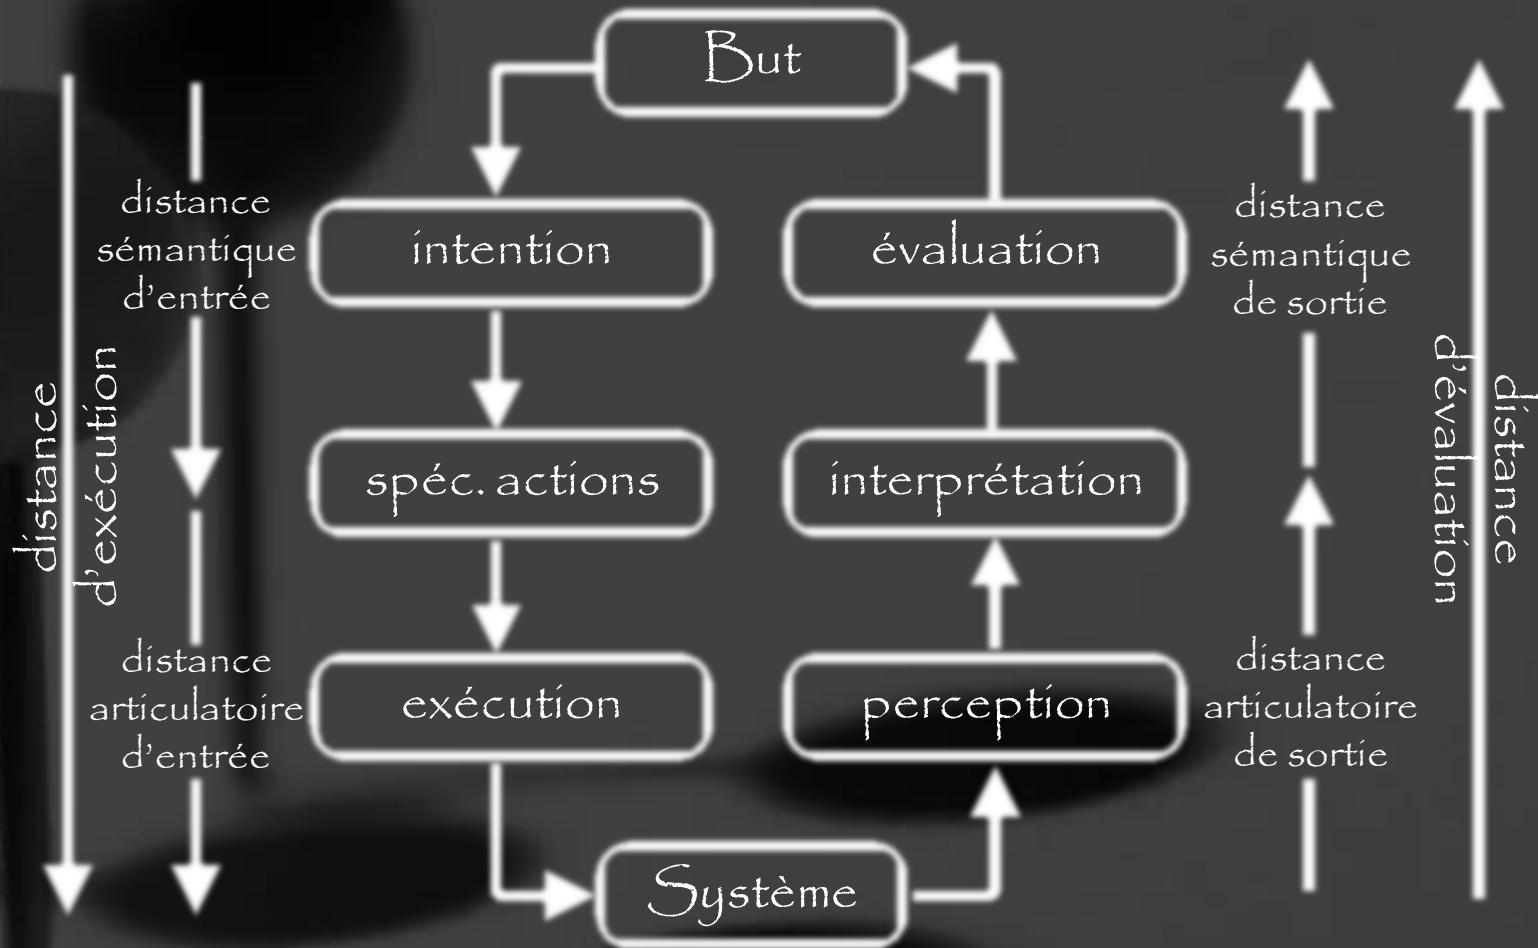 But
distance
sémantique
d'entrée
intention
évaluation
distance
sémantique
de sortie
distance
d'exécution
spéc. actions
interprétation
distance
d'évaluation
distance
articulatoire
d'entrée
exécution
perception
distance
articulatoire
de sortie
Système